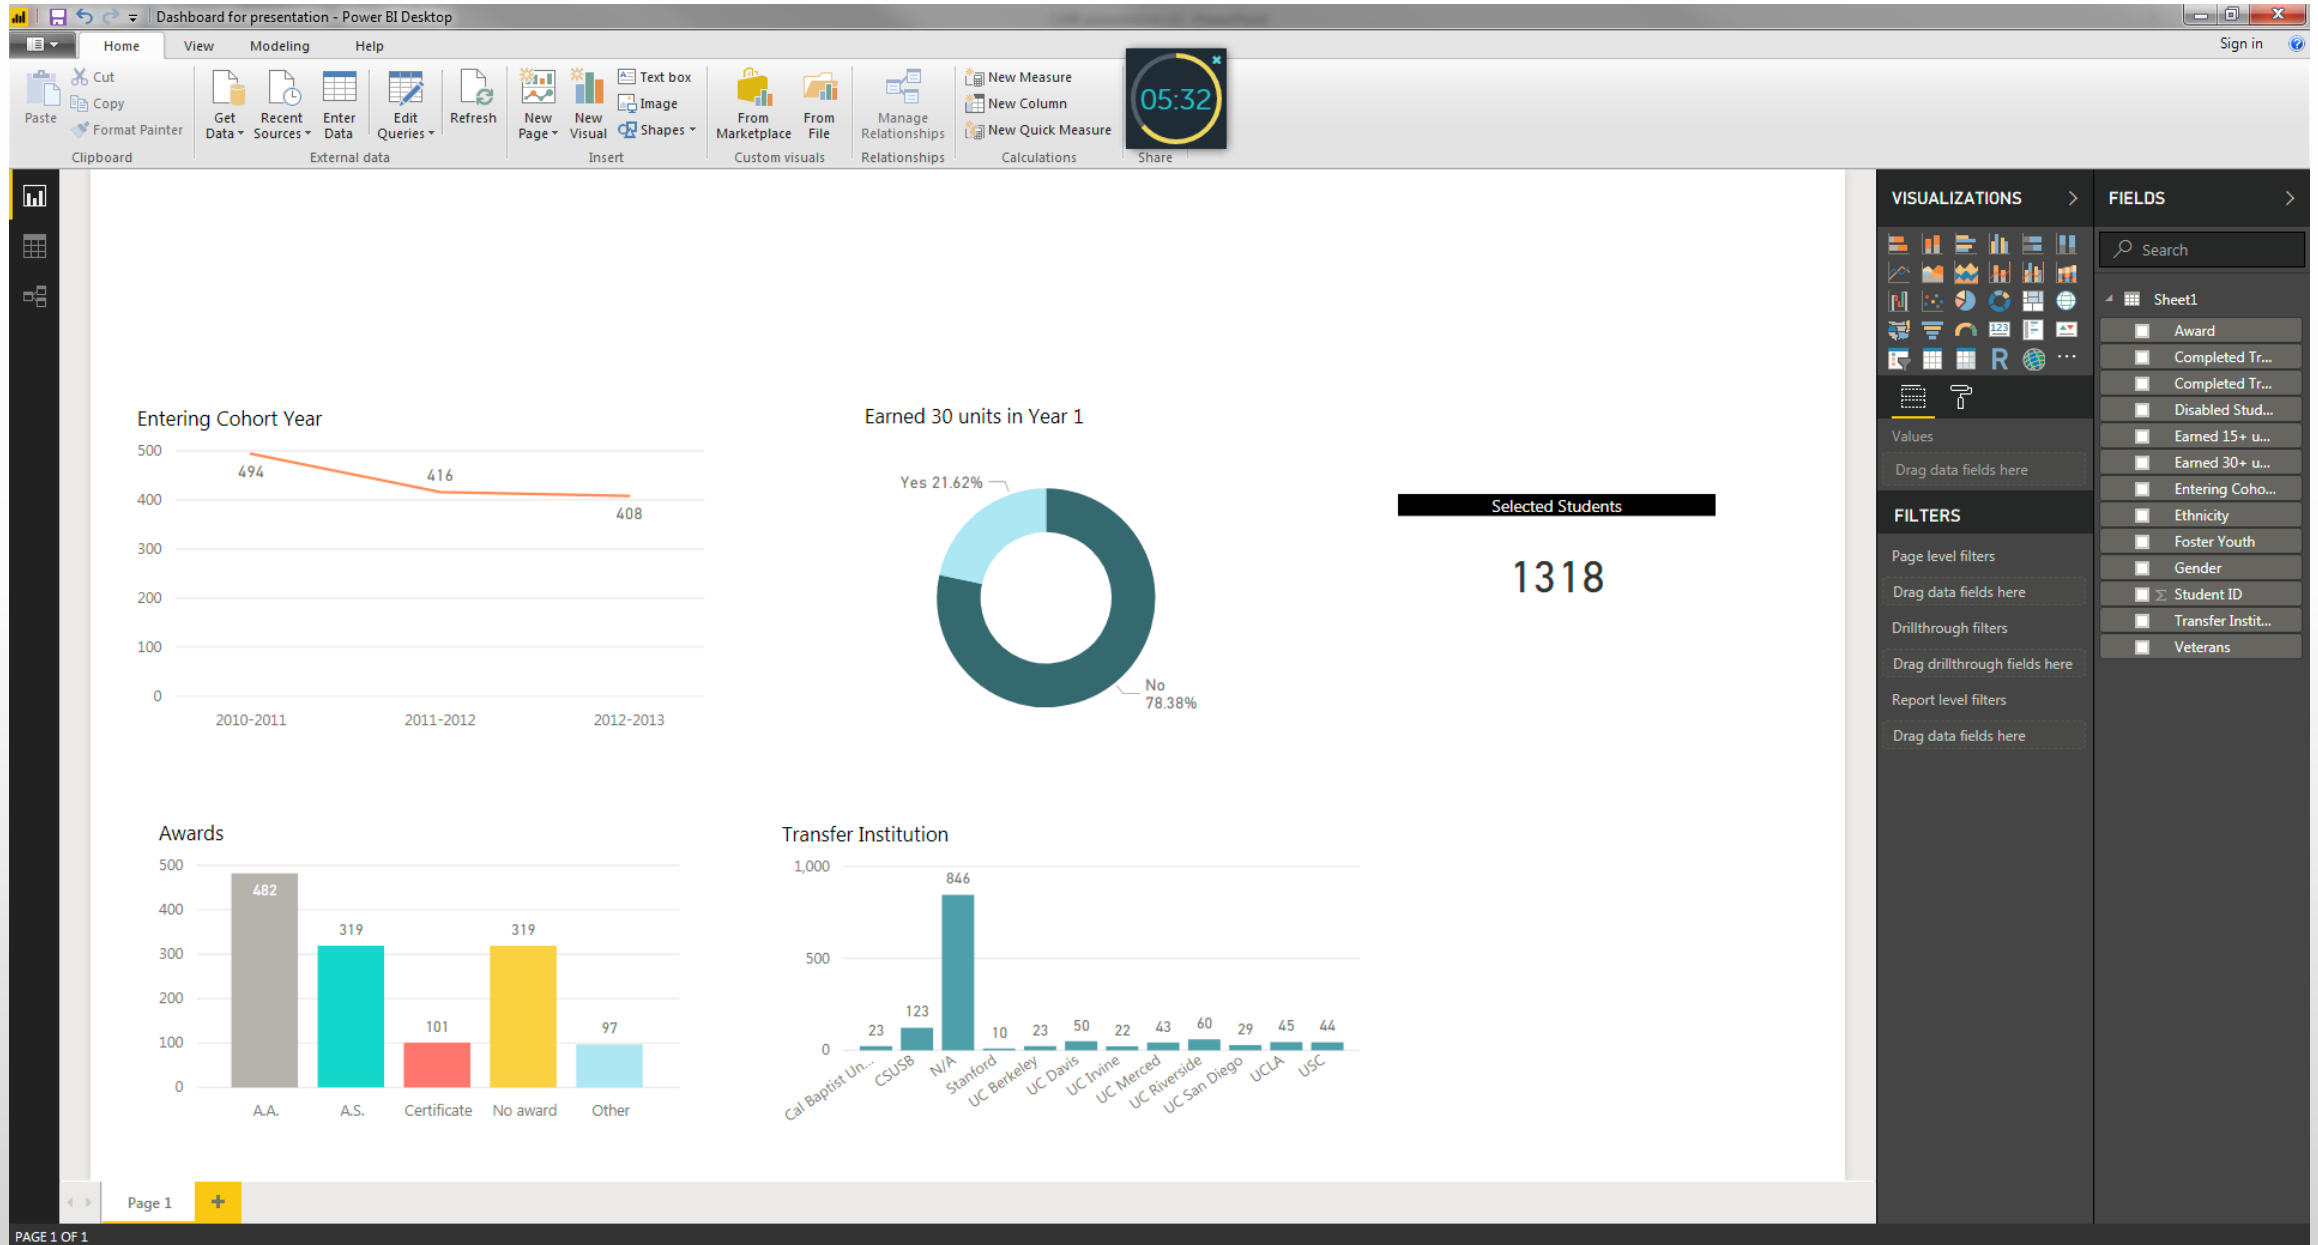 Dashboard for presentation - Power BI Desktop
Home View Modeling Help Sign in
Paste
Cut
Copy
Format Painter
Clipboard
Get Data
Recent Sources
Enter Data
Edit Queries
Refresh
External data
New Page
New Visual
Text box
Image
Shapes
Insert
From Marketplace
From File
Custom visuals
Manage Relationships
Relationships
New Measure
New Column
New Quick Measure
Calculations
05:32
Share
Entering Cohort Year
500
400
300
200
100
0
494
416
408
2010-2011 2011-2012 2012-2013
Earned 30 units in Year 1
Yes 21.62%
No
78.38%
Selected Students
1318
Awards
500
400
300
200
100
0
482
319
101
319
97
A.A. A.S. Certificate No award Other
Transfer Institution
1,000
500
0
23
123
846
10
23
50
22
43
60
29
45
44
Cal Baptist Un...
CSUSB
N/A
Stanford
UC Berkeley
UC Davis
UC Irvine
UC Merced
UC Riverside
UC San Diego
UCLA
USC
VISUALIZATIONS
123
R
Values
Drag data fields here
FILTERS
Page level filters
Drag data fields here
Drillthrough filters
Drag drillthrough fields here
Report level filters
Drag data fields here
FIELDS
Search
Sheet1
Award
Completed Tr...
Completed Tr...
Disabled Stud...
Earned 15+ u...
Earned 30+ u...
Entering Coho...
Ethnicity
Foster Youth
Gender
Σ Student ID
Transfer Instit...
Veterans
Page 1
PAGE 1 OF 1